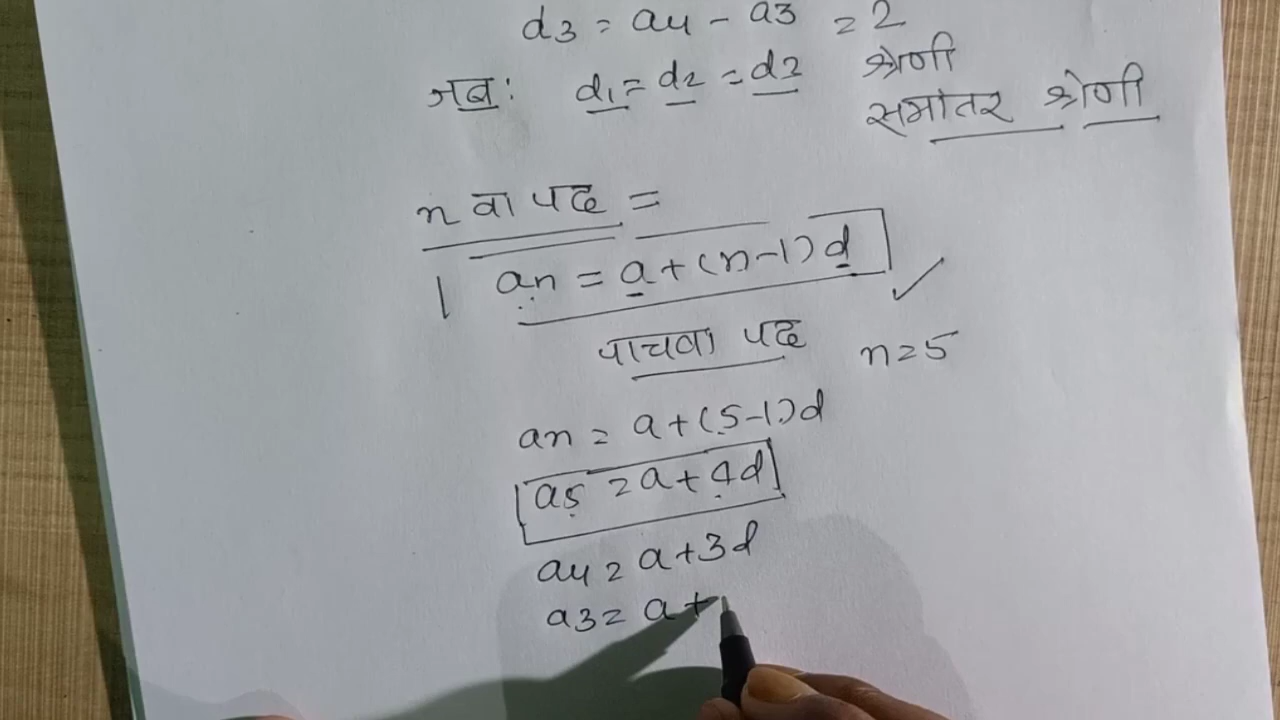 d3 = a4 - a3 = 2
जब: d1 = d2 = d3 श्रेणी
समांतर श्रेणी
n वा पद =
an = a + (n-1)d ✓
पाचवा पद n=5
an = a + (5-1)d
a5 = a + 4d
a4 = a + 3d
a3 = a +